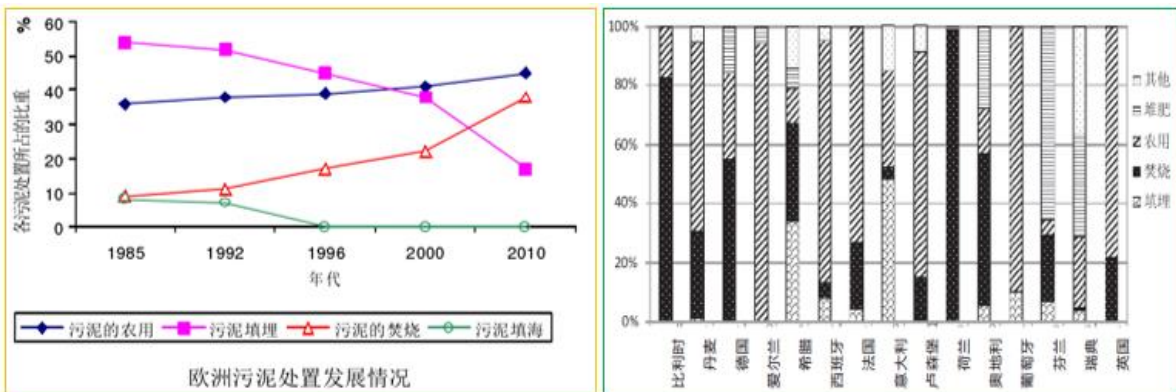 %
各污泥处置所占的比重
60
50
40
30
20
10
0
1985 1992 1996 2000 2010
年代
污泥的农用 污泥填埋 污泥的焚烧 污泥填海
欧洲污泥处置发展情况
100%
80%
60%
40%
20%
0%
比利时
丹麦
德国
爱尔兰
希腊
西班牙
法国
意大利
卢森堡
荷兰
奥地利
葡萄牙
芬兰
瑞典
英国
其他
堆肥
农用
焚烧
填埋